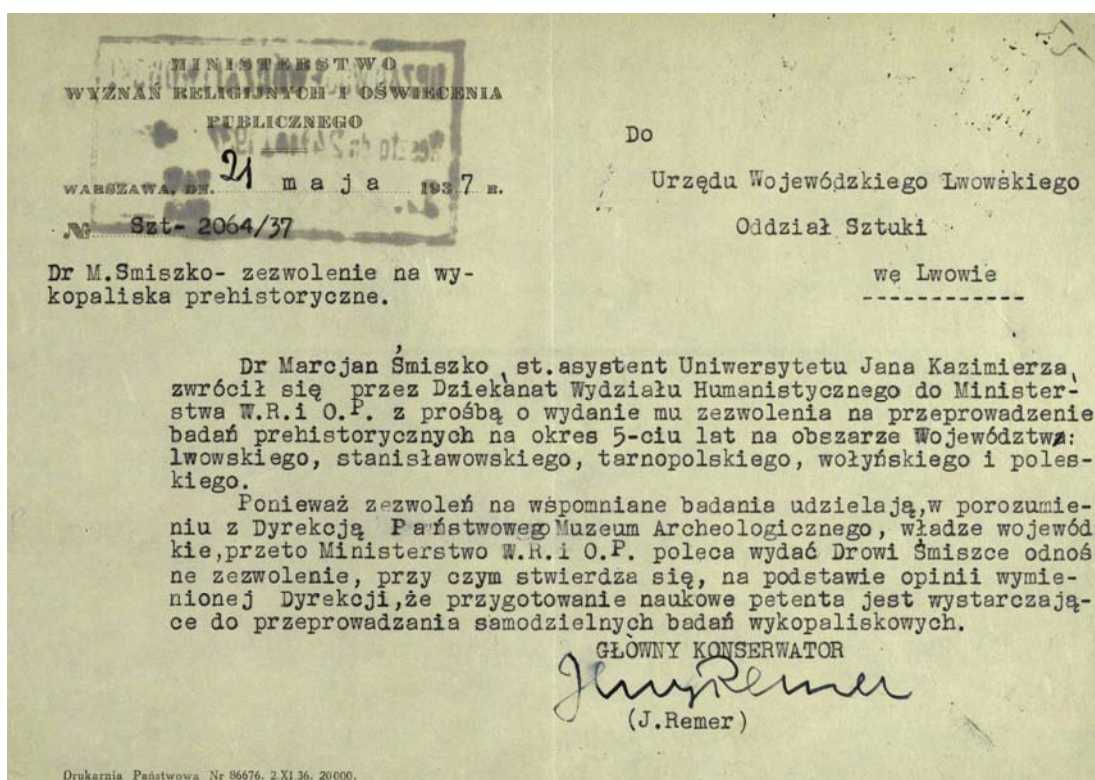 MINISTERSTWO
WYZNAŃ RELIGIJNYCH I OŚWIECENIA
PUBLICZNEGO
WARSZAWA, DN. 21 maja 1937 R.
№ Szt- 2064/37
Dr M.Smiszko- zezwolenie na wy-
kopaliska prehistoryczne.
Do
Urzędu Wojewódzkiego Lwowskiego
Oddział Sztuki
wę Lwowie
------------
Dr Marcjan Śmiszko, st.asystent Uniwersytetu Jana Kazimierza,
zwrócił się przez Dziekanat Wydziału Humanistycznego do Minister-
stwa W.R.i O.P. z prośbą o wydanie mu zezwolenia na przeprowadzenie
badań prehistorycznych na okres 5-ciu lat na obszarze Województwa:
lwowskiego, stanisławowskiego, tarnopolskiego, wołyńskiego i poles-
kiego.
Ponieważ zezwoleń na wspomniane badania udzielają,w porozumie-
niu z Dyrekcją Państwowego Muzeum Archeologicznego, władze wojewód
kie,przeto Ministerstwo W.R.i O.P. poleca wydać Drowi Śmiszce odnoś
ne zezwolenie, przy czym stwierdza się, na podstawie opinii wymie-
nionej Dyrekcji,że przygotowanie naukowe petenta jest wystarczają-
ce do przeprowadzania samodzielnych badań wykopaliskowych.
GŁÓWNY KONSERWATOR
Jerzy Remer
(J.Remer)
Drukarnia Państwowa Nr 86676. 2.XI 36. 20000.